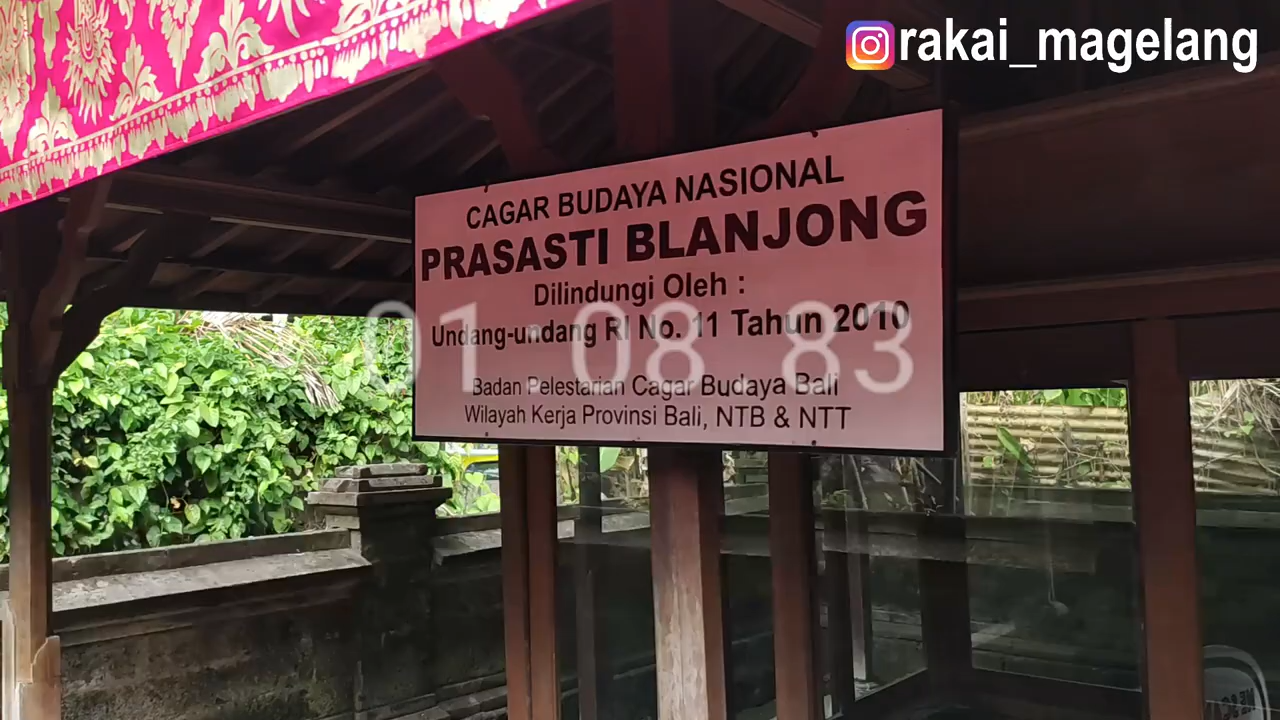 rakai_magelang
CAGAR BUDAYA NASIONAL
PRASASTI BLANJONG
Dilindungi Oleh :
Undang-undang RI No. 11 Tahun 2010
01 08 83
Badan Pelestarian Cagar Budaya Bali
Wilayah Kerja Provinsi Bali, NTB & NTT